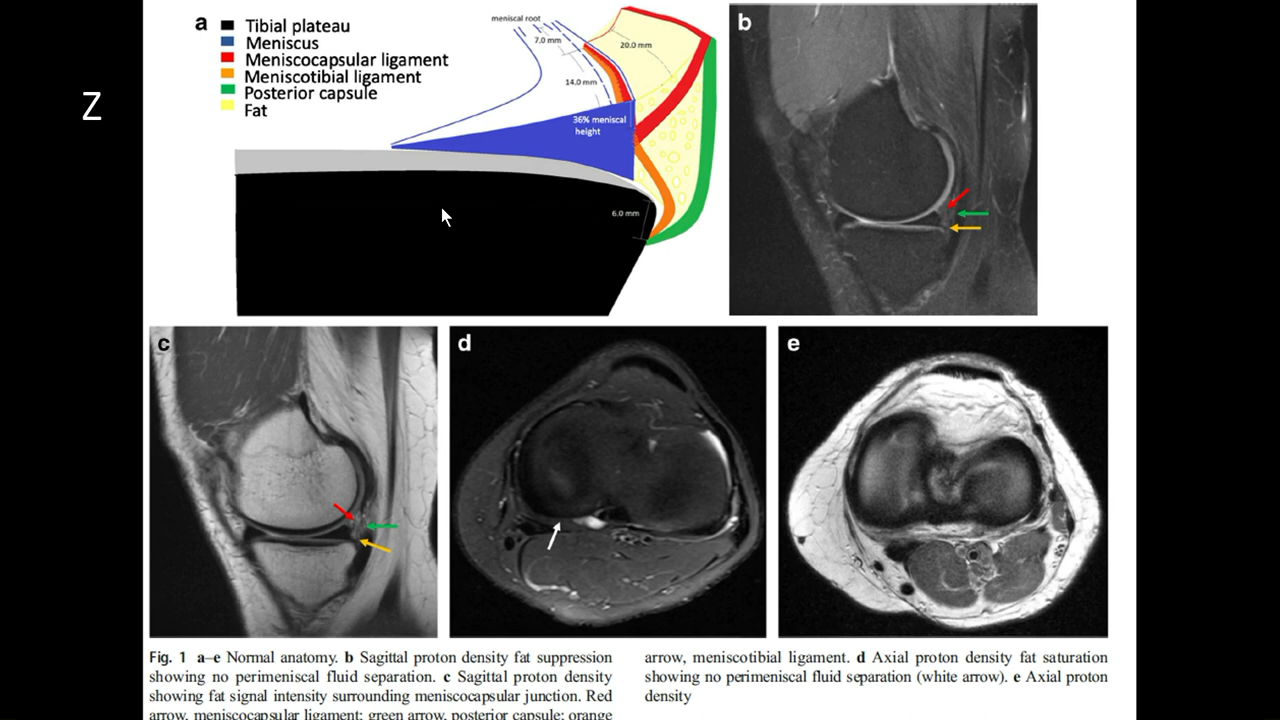 Z
a
Tibial plateau
Meniscus
Meniscocapsular ligament
Meniscotibial ligament
Posterior capsule
Fat
meniscal root
7.0 mm
20.0 mm
14.0 mm
36% meniscal
height
6.0 mm
b
c
d
e
Fig. 1 a–e Normal anatomy. b Sagittal proton density fat suppression
showing no perimeniscal fluid separation. c Sagittal proton density
showing fat signal intensity surrounding meniscocapsular junction. Red
arrow, meniscocapsular ligament; green arrow, posterior capsule; orange
arrow, meniscotibial ligament. d Axial proton density fat saturation
showing no perimeniscal fluid separation (white arrow). e Axial proton
density